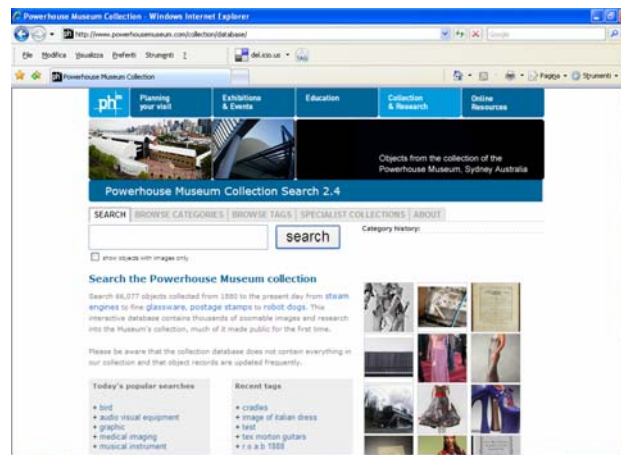 Powerhouse Museum Collection - Windows Internet Explorer
http://www.powerhousemuseum.com/collection/database/
Google
File Modifica Visualizza Preferiti Strumenti ?
del.icio.us
TAG
Powerhouse Museum Collection
Pagina Strumenti
ph
Planning your visit
Exhibitions & Events
Education
Collection & Research
Online Resources
Objects from the collection of the
Powerhouse Museum, Sydney Australia
Powerhouse Museum Collection Search 2.4
SEARCH BROWSE CATEGORIES BROWSE TAGS SPECIALIST COLLECTIONS ABOUT
search
Category history:
show objects with images only
Search the Powerhouse Museum collection
Search 66,077 objects collected from 1880 to the present day from steam
engines to fine glassware, postage stamps to robot dogs. This
interactive database contains thousands of zoomable images and research
into the Museum's collection, much of it made public for the first time.
Please be aware that the collection database does not contain everything in
our collection and that object records are updated frequently.
Today's popular searches
+ bird
+ audio visual equipment
+ graphic
+ medical imaging
+ musical instrument
Recent tags
+ cradles
+ image of italian dress
+ test
+ tex morton guitars
+ r o a b 1988